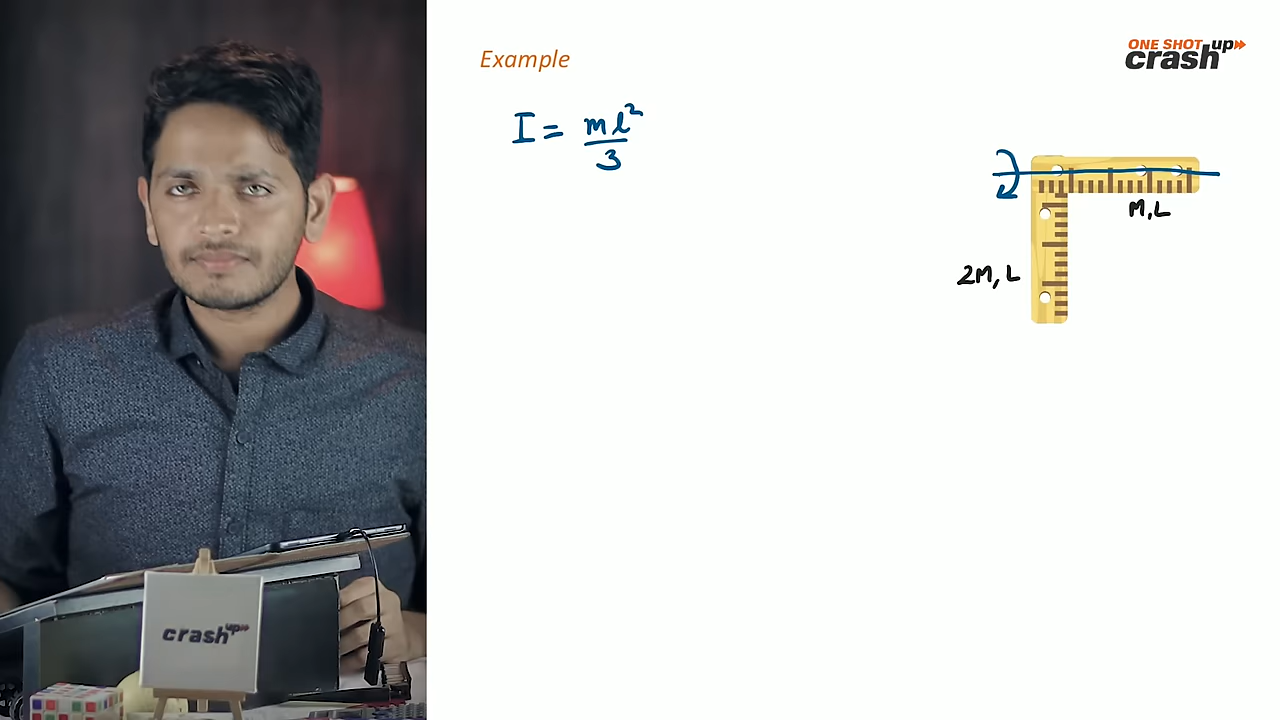 Example
ONE SHOT
crash up
I = ml²/3
M, L
2M, L
crash up